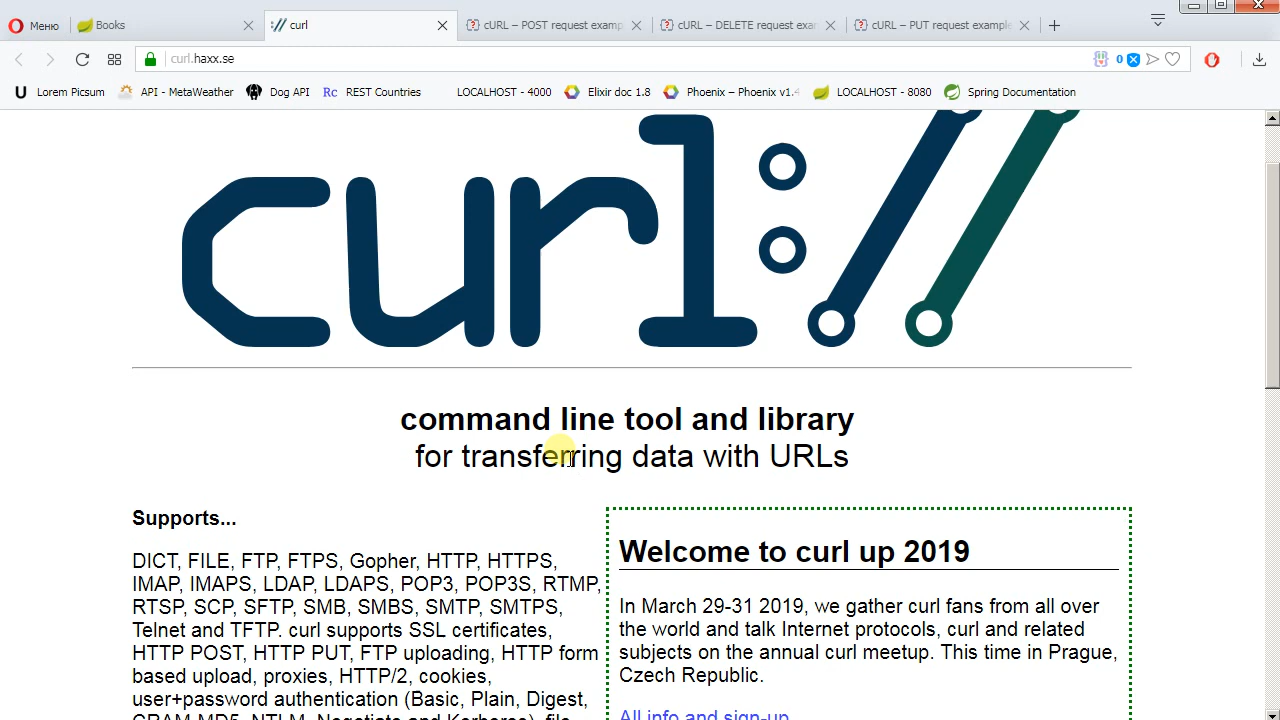 Меню
Books
curl
cURL – POST request examp
cURL – DELETE request exa
cURL – PUT request example
curl.haxx.se
0
U Lorem Picsum
API - MetaWeather
Dog API
Rc REST Countries
LOCALHOST - 4000
Elixir doc 1.8
Phoenix – Phoenix v1.4
LOCALHOST - 8080
Spring Documentation
curl://
command line tool and library
for transferring data with URLs
Supports...
DICT, FILE, FTP, FTPS, Gopher, HTTP, HTTPS,
IMAP, IMAPS, LDAP, LDAPS, POP3, POP3S, RTMP,
RTSP, SCP, SFTP, SMB, SMBS, SMTP, SMTPS,
Telnet and TFTP. curl supports SSL certificates,
HTTP POST, HTTP PUT, FTP uploading, HTTP form
based upload, proxies, HTTP/2, cookies,
user+password authentication (Basic, Plain, Digest,
CRAM-MD5, NTLM, Negotiate and Kerberos), file
Welcome to curl up 2019
In March 29-31 2019, we gather curl fans from all over
the world and talk Internet protocols, curl and related
subjects on the annual curl meetup. This time in Prague,
Czech Republic.
All info and sign-up